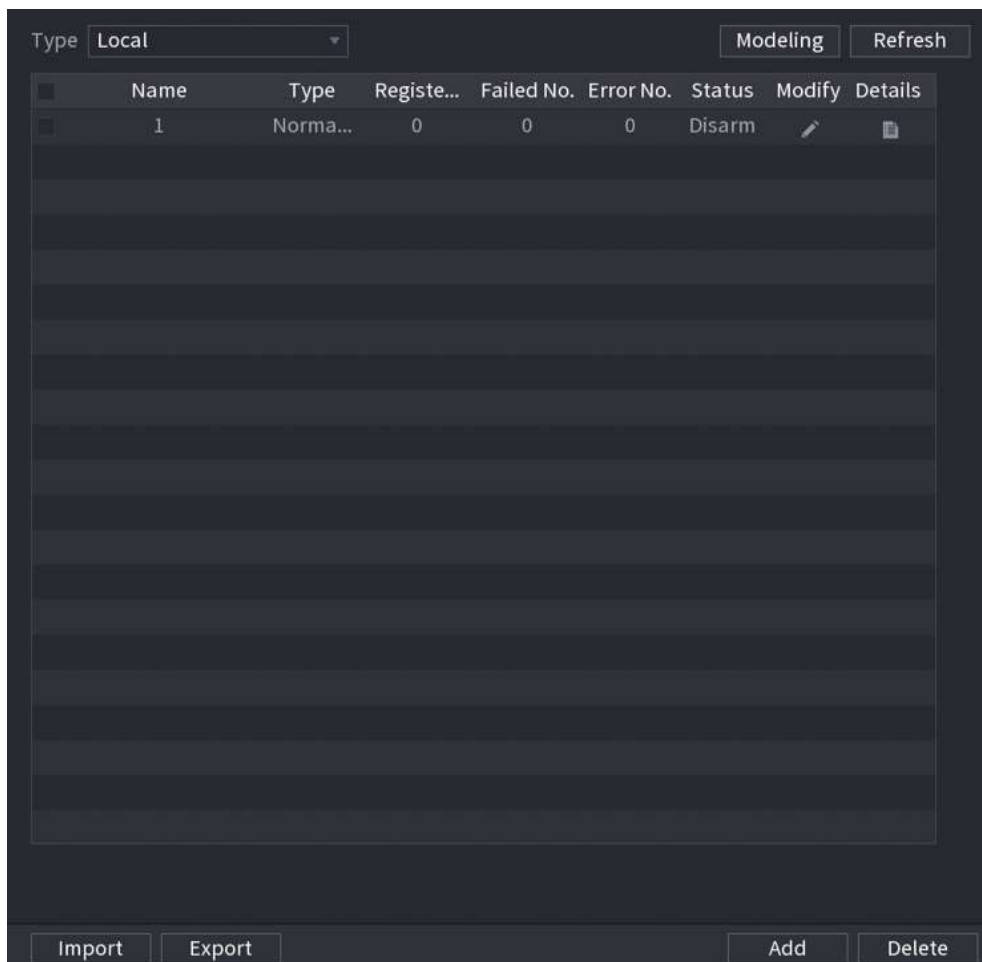 Type Local Modeling Refresh
Name Type Registe... Failed No. Error No. Status Modify Details
1 Norma... 0 0 0 Disarm
Import Export Add Delete